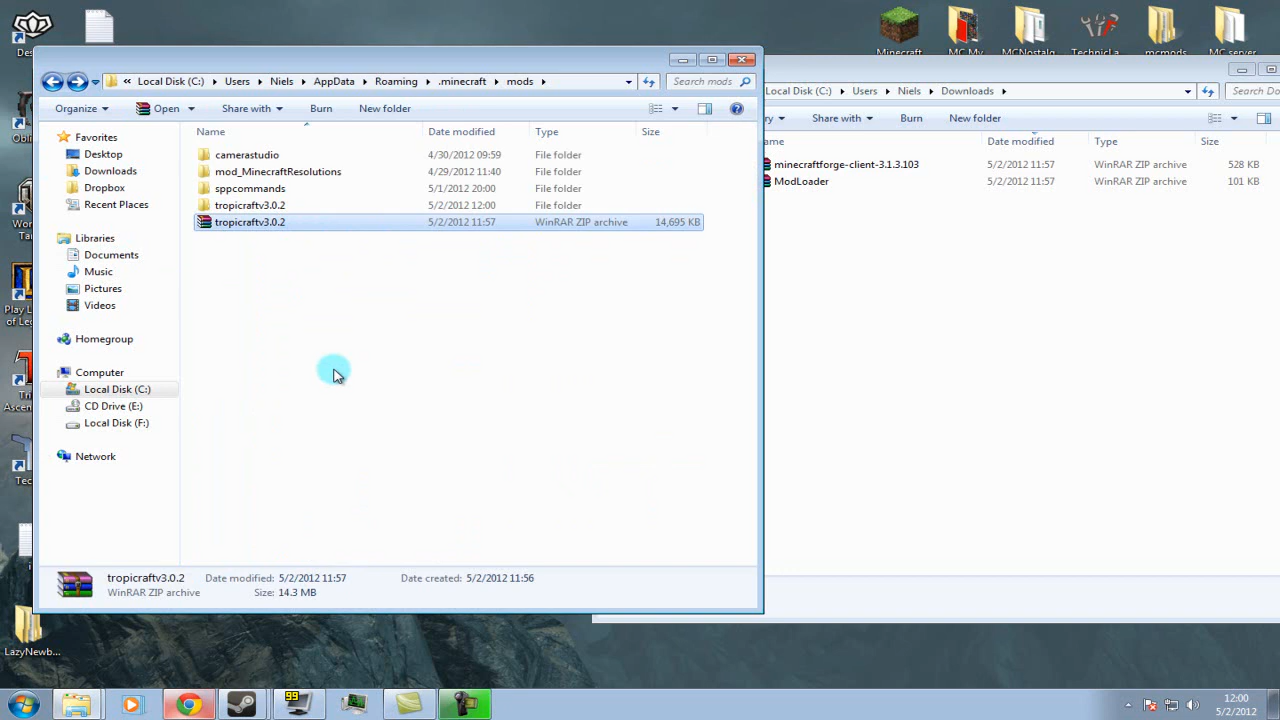 Minecraft
MC My
MCNostalg
TechnicLa
mcmods
MC server
« Local Disk (C:) Users Niels AppData Roaming .minecraft mods
Search mods
Organize Open Share with Burn New folder
Name Date modified Type Size
Favorites
Desktop
Downloads
Dropbox
Recent Places
Libraries
Documents
Music
Pictures
Videos
Homegroup
Computer
Local Disk (C:)
CD Drive (E:)
Local Disk (F:)
Network
camerastudio 4/30/2012 09:59 File folder
mod_MinecraftResolutions 4/29/2012 11:40 File folder
sppcommands 5/1/2012 20:00 File folder
tropicraftv3.0.2 5/2/2012 12:00 File folder
tropicraftv3.0.2 5/2/2012 11:57 WinRAR ZIP archive 14,695 KB
tropicraftv3.0.2 Date modified: 5/2/2012 11:57 Date created: 5/2/2012 11:56
WinRAR ZIP archive Size: 14.3 MB
Local Disk (C:) Users Niels Downloads
Search Do
ry Share with Burn New folder
ame Date modified Type Size
minecraftforge-client-3.1.3.103 5/2/2012 11:57 WinRAR ZIP archive 528 KB
ModLoader 5/2/2012 11:57 WinRAR ZIP archive 101 KB
Play L
of Leg
LazyNewb...
99
12:00
5/2/2012